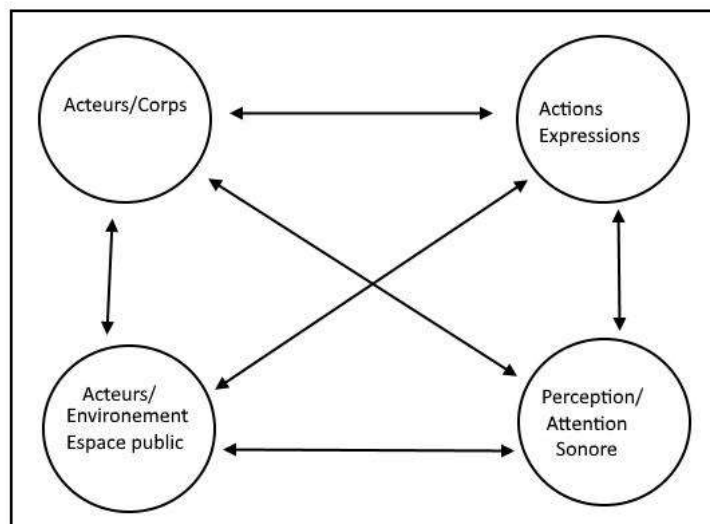 Acteurs/Corps
Actions
Expressions
Acteurs/
Environement
Espace public
Perception/
Attention
Sonore